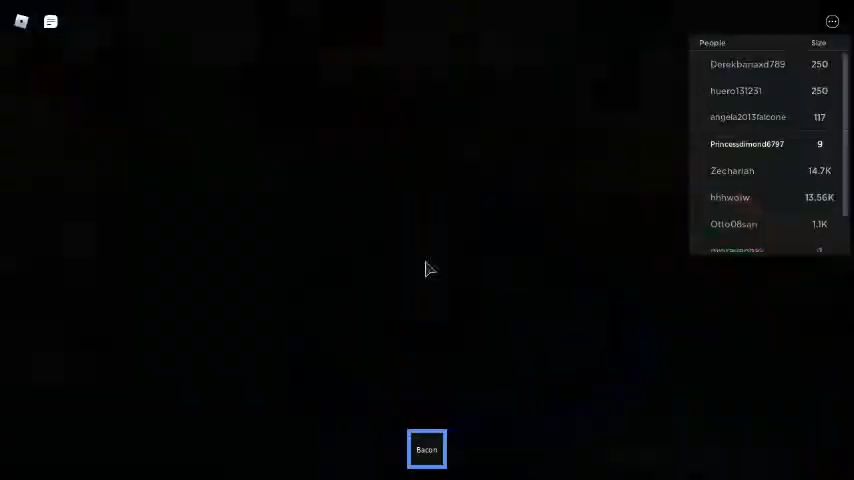 People Size
Derekbanaxd789 250
huero131231 250
angela2013falcone 117
Princessdimond6797 9
Zechariah 14.7K
hhhwoiw 13.56K
Otto08san 1.1K
Bacon